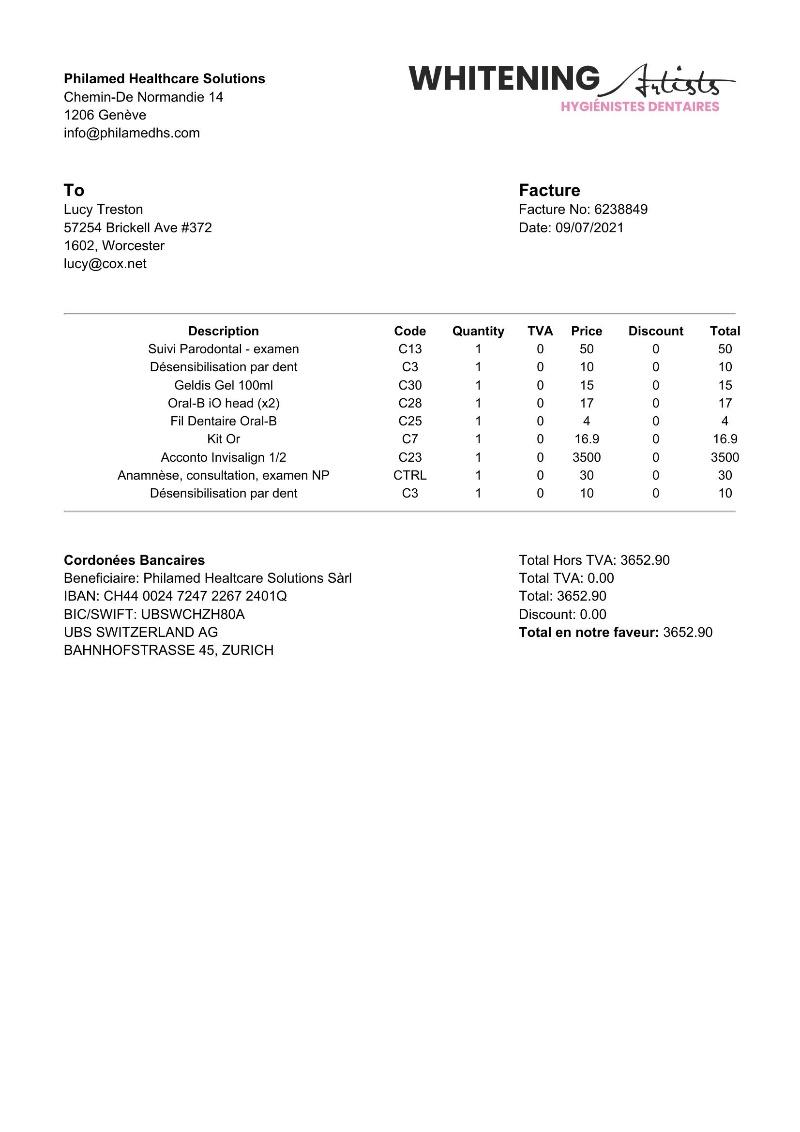 Philamed Healthcare Solutions
Chemin-De Normandie 14
1206 Genève
info@philamedhs.com
WHITENING Artists
HYGIÉNISTES DENTAIRES
To
Lucy Treston
57254 Brickell Ave #372
1602, Worcester
lucy@cox.net
Facture
Facture No: 6238849
Date: 09/07/2021
Description Code Quantity TVA Price Discount Total
Suivi Parodontal - examen C13 1 0 50 0 50
Désensibilisation par dent C3 1 0 10 0 10
Geldis Gel 100ml C30 1 0 15 0 15
Oral-B iO head (x2) C28 1 0 17 0 17
Fil Dentaire Oral-B C25 1 0 4 0 4
Kit Or C7 1 0 16.9 0 16.9
Acconto Invisalign 1/2 C23 1 0 3500 0 3500
Anamnèse, consultation, examen NP CTRL 1 0 30 0 30
Désensibilisation par dent C3 1 0 10 0 10
Cordonées Bancaires
Beneficiaire: Philamed Healtcare Solutions Sàrl
IBAN: CH44 0024 7247 2267 2401Q
BIC/SWIFT: UBSWCHZH80A
UBS SWITZERLAND AG
BAHNHOFSTRASSE 45, ZURICH
Total Hors TVA: 3652.90
Total TVA: 0.00
Total: 3652.90
Discount: 0.00
Total en notre faveur: 3652.90